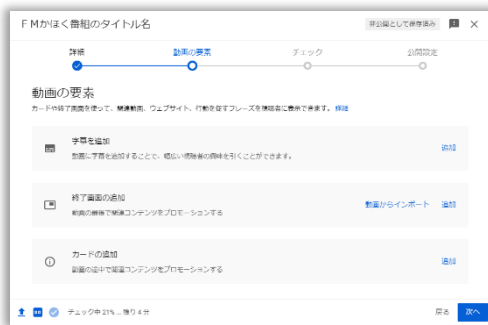 FMかほく番組のタイトル名
非公開として保存済み
詳細 動画の要素 チェック 公開設定
動画の要素
カードや終了画面を使って、関連動画、ウェブサイト、行動を促すフレーズを視聴者に表示できます。 詳細
字幕を追加
動画に字幕を追加することで、幅広い視聴者の興味を引くことができます。
追加
終了画面の追加
動画の最後で関連コンテンツをプロモーションする
動画からインポート 追加
カードの追加
動画の途中で関連コンテンツをプロモーションする
追加
チェック中 21% ... 残り 4 分
戻る 次へ